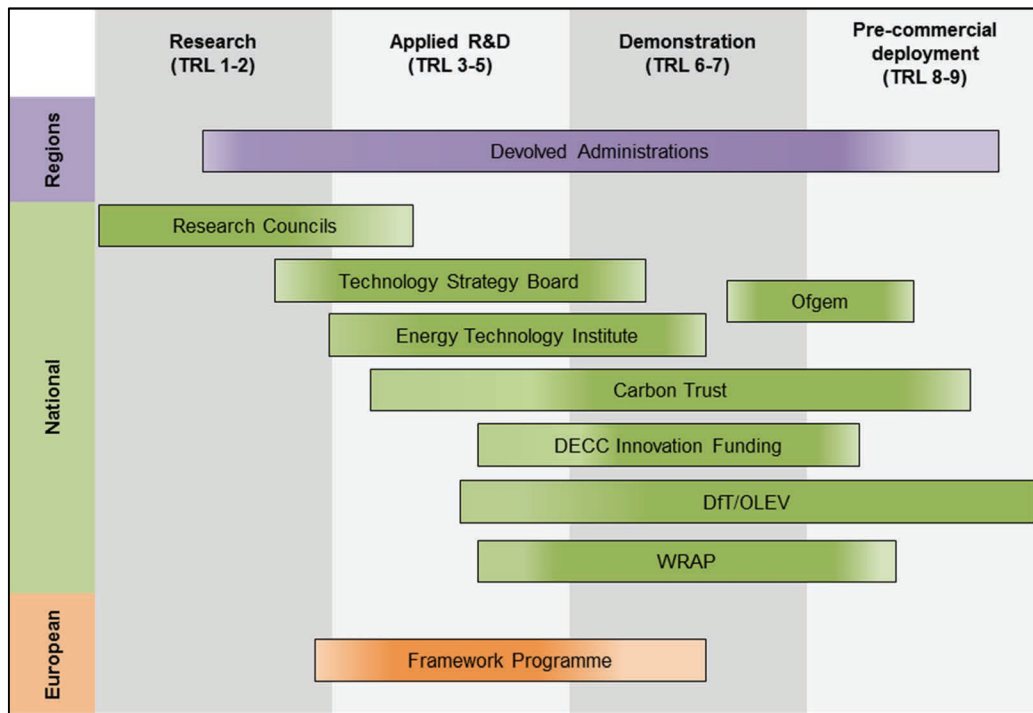 Research
(TRL 1-2)
Applied R&D
(TRL 3-5)
Demonstration
(TRL 6-7)
Pre-commercial
deployment
(TRL 8-9)
Regions
Devolved Administrations
National
Research Councils
Technology Strategy Board
Ofgem
Energy Technology Institute
Carbon Trust
DECC Innovation Funding
DfT/OLEV
WRAP
European
Framework Programme